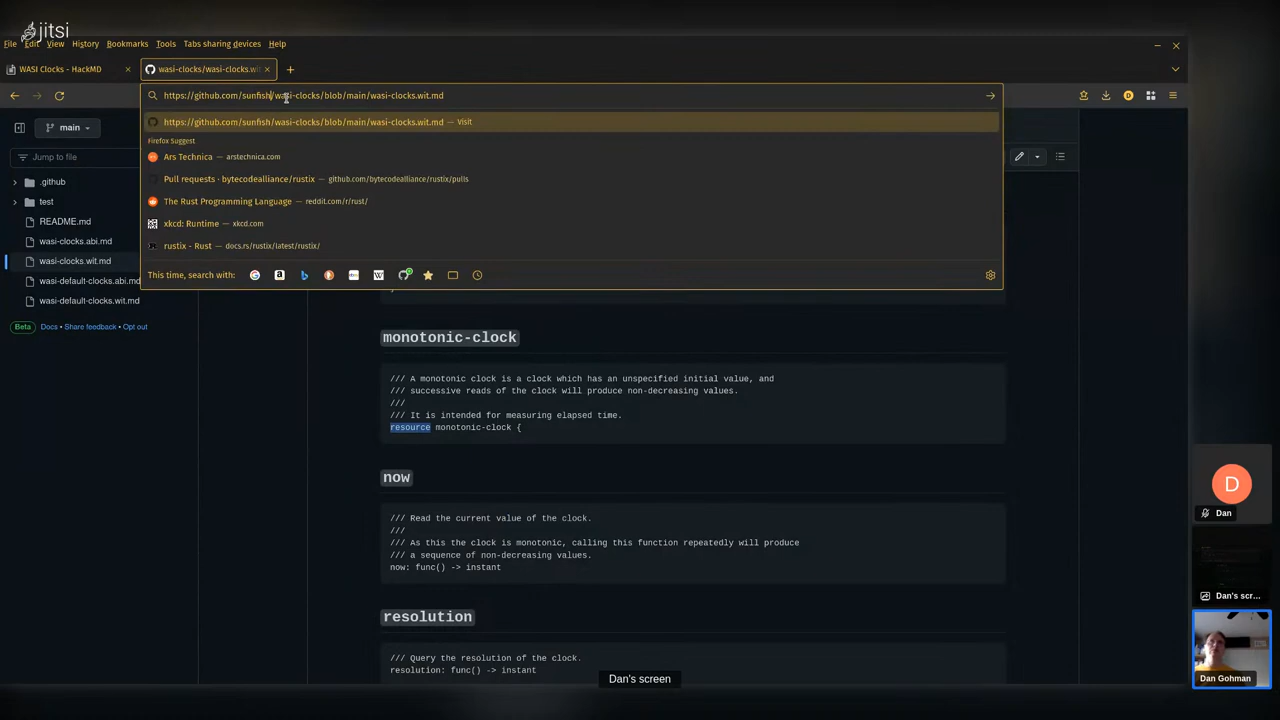 jitsi
File Edit View History Bookmarks Tools Tabs sharing devices Help
WASI Clocks - HackMD
wasi-clocks/wasi-clocks.wit
https://github.com/sunfish/wasi-clocks/blob/main/wasi-clocks.wit.md
main
https://github.com/sunfish/wasi-clocks/blob/main/wasi-clocks.wit.md — Visit
Firefox Suggest
Jump to file
Ars Technica — arstechnica.com
.github
Pull requests · bytecodealliance/rustix — github.com/bytecodealliance/rustix/pulls
test
The Rust Programming Language — reddit.com/r/rust/
README.md
xkcd: Runtime — xkcd.com
wasi-clocks.abi.md
rustix - Rust — docs.rs/rustix/latest/rustix/
wasi-clocks.wit.md
This time, search with:
wasi-default-clocks.abi.md
wasi-default-clocks.wit.md
Beta Docs • Share feedback • Opt out
monotonic-clock
/// A monotonic clock is a clock which has an unspecified initial value, and
/// successive reads of the clock will produce non-decreasing values.
///
/// It is intended for measuring elapsed time.
resource monotonic-clock {
now
/// Read the current value of the clock.
///
/// As this the clock is monotonic, calling this function repeatedly will produce
/// a sequence of non-decreasing values.
now: func() -> instant
resolution
/// Query the resolution of the clock.
resolution: func() -> instant
Dan's screen
D
Dan
Dan's scr...
Dan Gohman